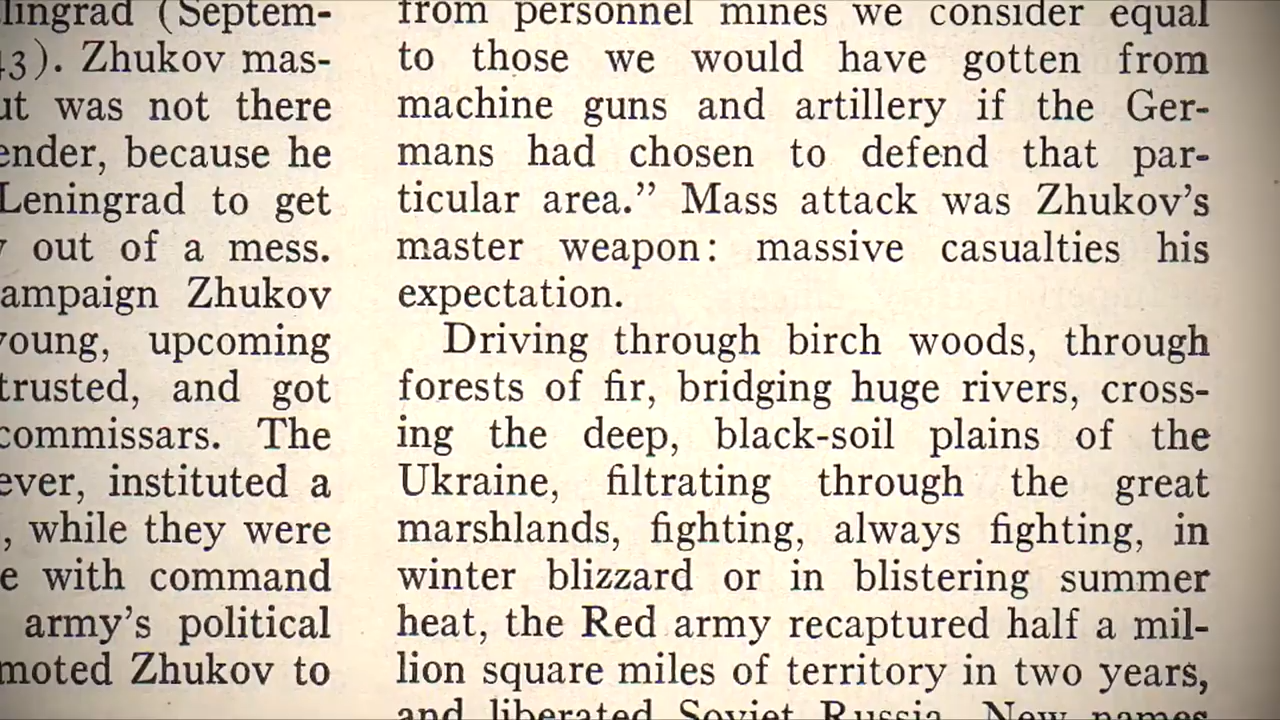 lingrad (Septem-
43). Zhukov mas-
was not there
because he
Leningrad to get
out of a mess.
Zhukov
upcoming
trusted, and got
commissars. The
instituted a
, while they were
with command
army's political
Zhukov to
from personnel mines we consider equal
to those we would have gotten from
machine guns and artillery if the Ger-
mans had chosen to defend that par-
ticular area.” Mass attack was Zhukov’s
master weapon: massive casualties his
expectation.
Driving through birch woods, through
forests of fir, bridging huge rivers, cross-
ing the deep, black-soil plains of the
Ukraine, filtrating through the great
marshlands, fighting, always fighting, in
winter blizzard or in blistering summer
heat, the Red army recaptured half a mil-
lion square miles of territory in two years,
and liberated Soviet Russia. New names